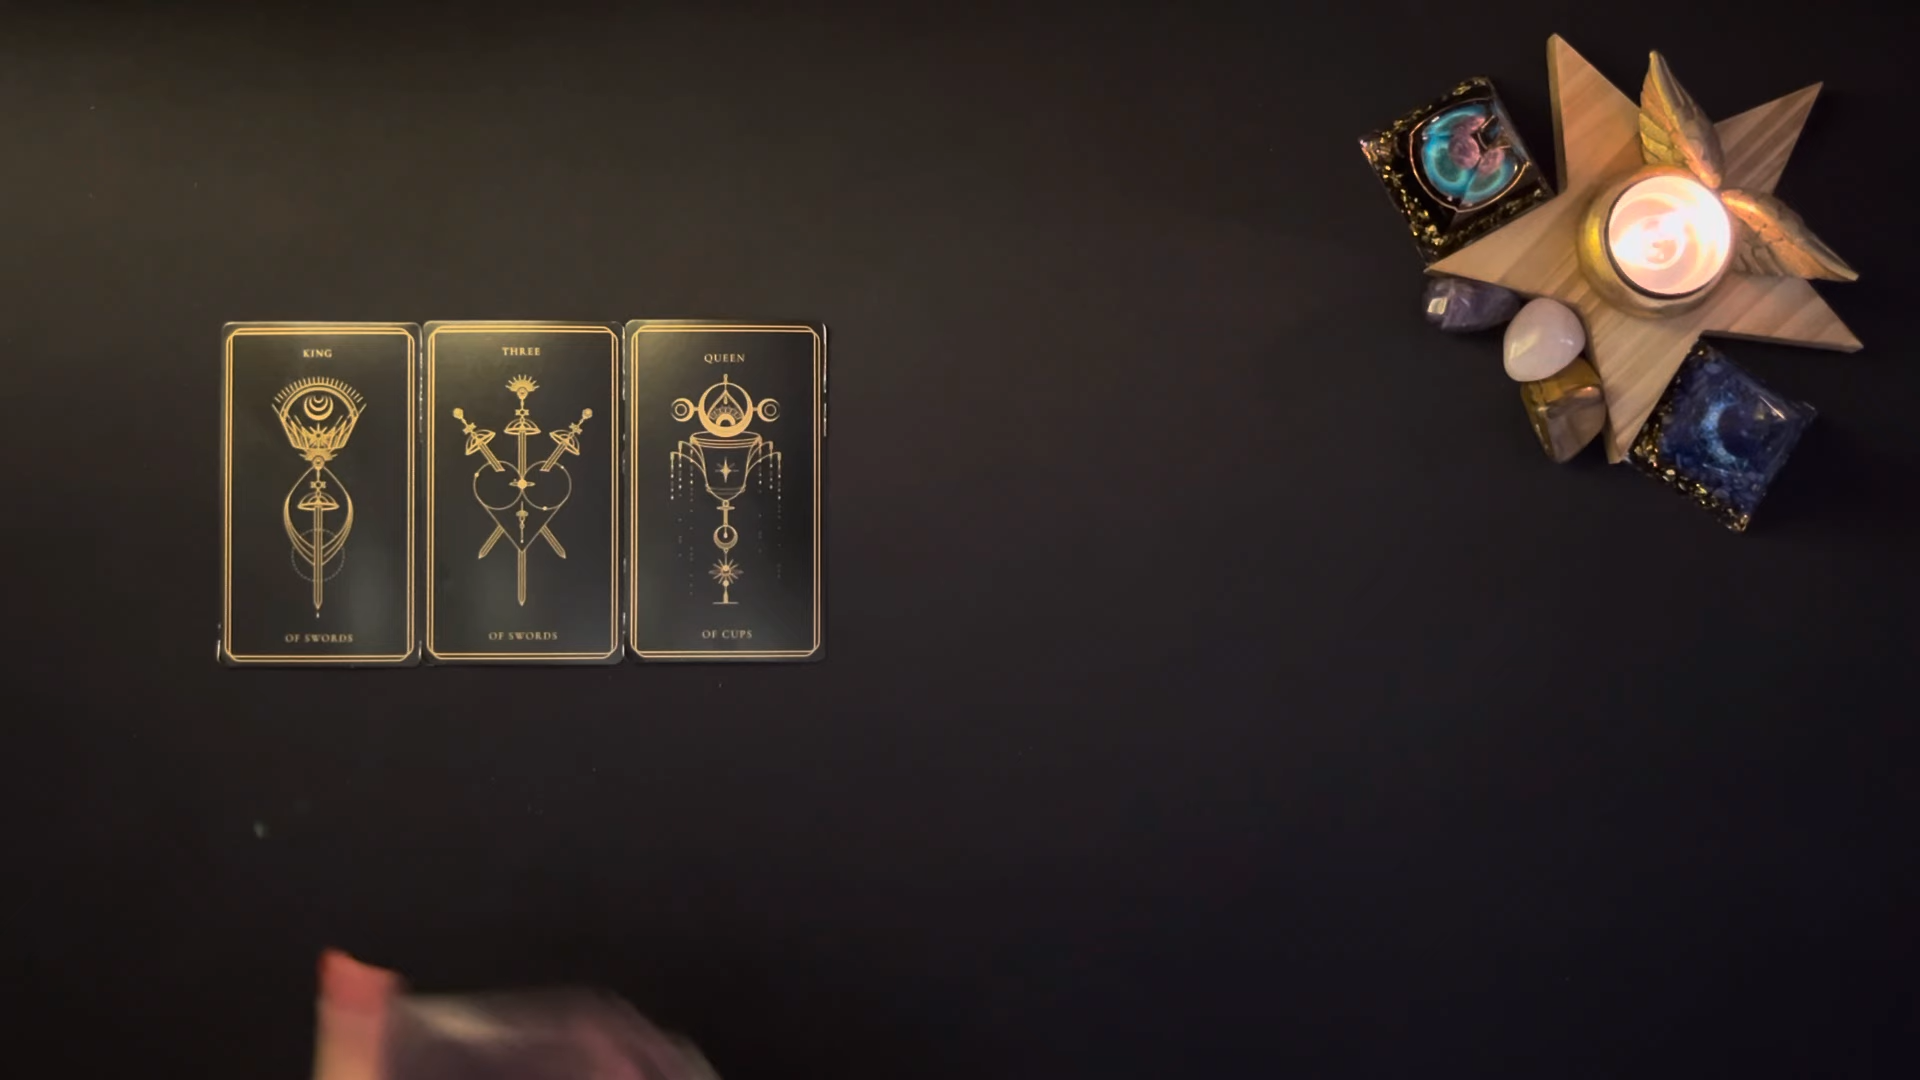 KING
OF SWORDS
THREE
OF SWORDS
QUEEN
OF CUPS